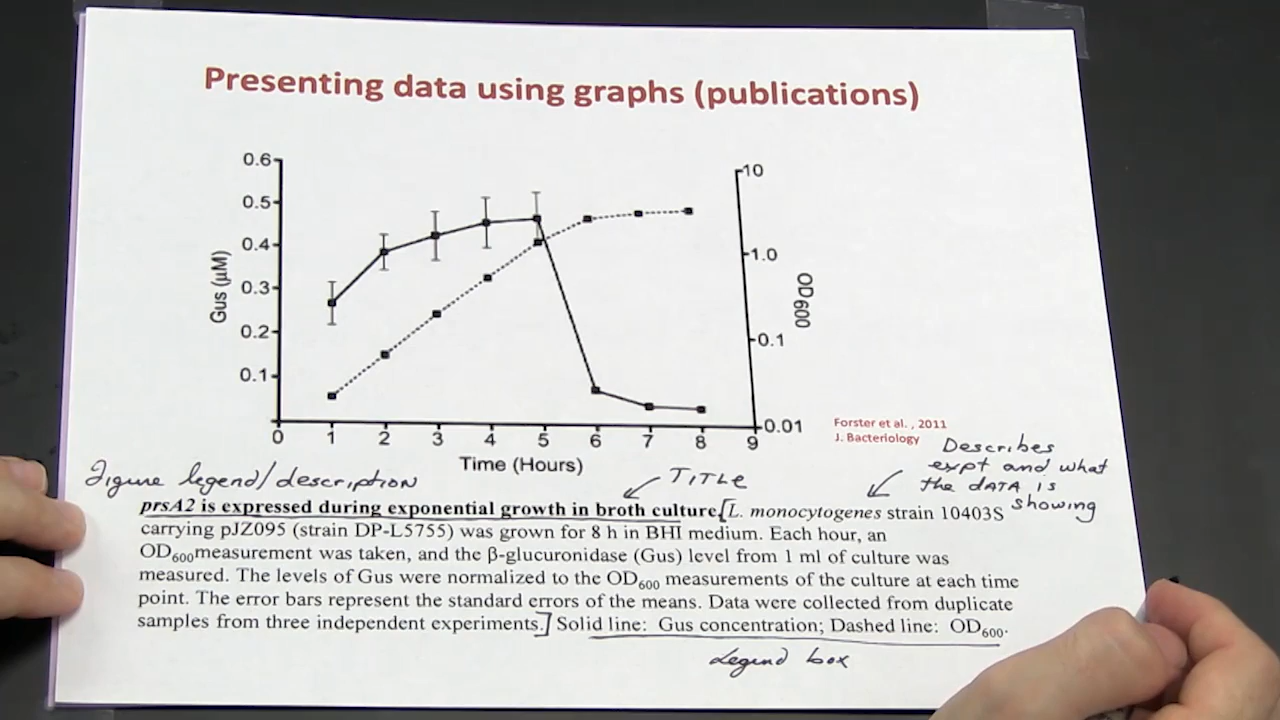 Presenting data using graphs (publications)
0.6
0.5
0.4
0.3
0.2
0.1
Gus (µM)
10
1.0
0.1
0.01
OD600
0 1 2 3 4 5 6 7 8 9
Time (Hours)
Forster et al. , 2011
J. Bacteriology
Describes
expt and what
the DATA is
showing
Figure legend/description
TITLE
prsA2 is expressed during exponential growth in broth culture.[L. monocytogenes strain 10403S
carrying pJZ095 (strain DP-L5755) was grown for 8 h in BHI medium. Each hour, an
OD600measurement was taken, and the β-glucuronidase (Gus) level from 1 ml of culture was
measured. The levels of Gus were normalized to the OD600 measurements of the culture at each time
point. The error bars represent the standard errors of the means. Data were collected from duplicate
samples from three independent experiments.] Solid line: Gus concentration; Dashed line: OD600.
Legend box